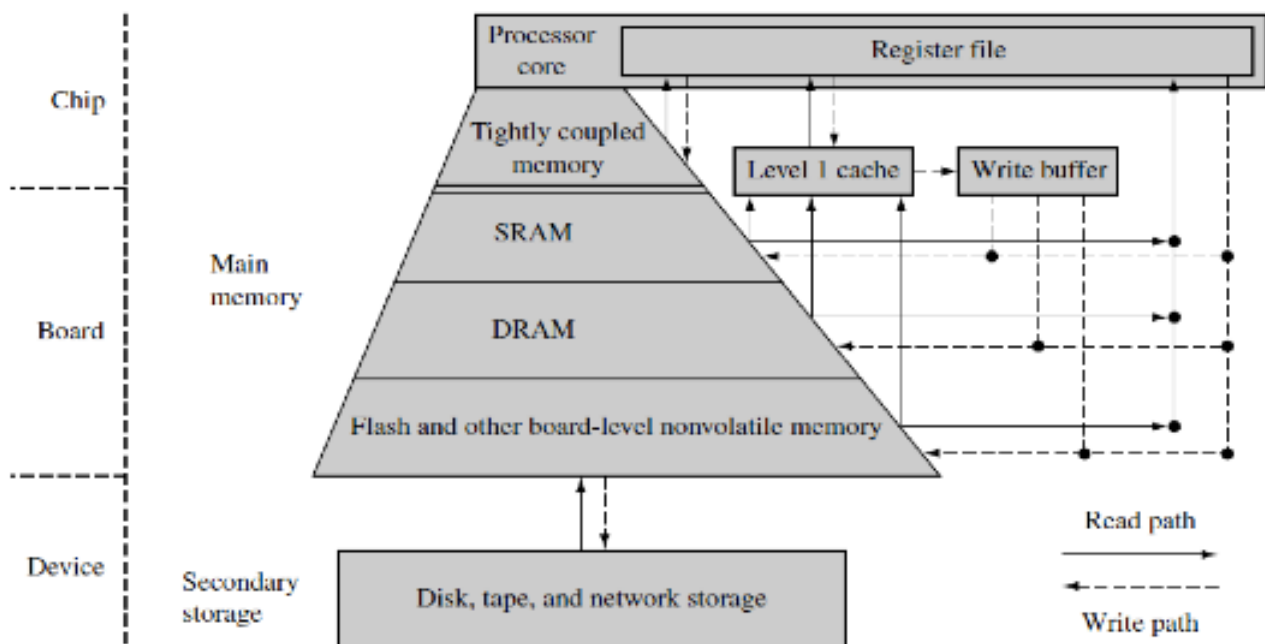 Processor
core
Register file
Chip
Tightly coupled
memory
Level 1 cache
Write buffer
SRAM
Main
memory
Board
DRAM
Flash and other board-level nonvolatile memory
Read path
Device
Secondary
storage
Disk, tape, and network storage
Write path